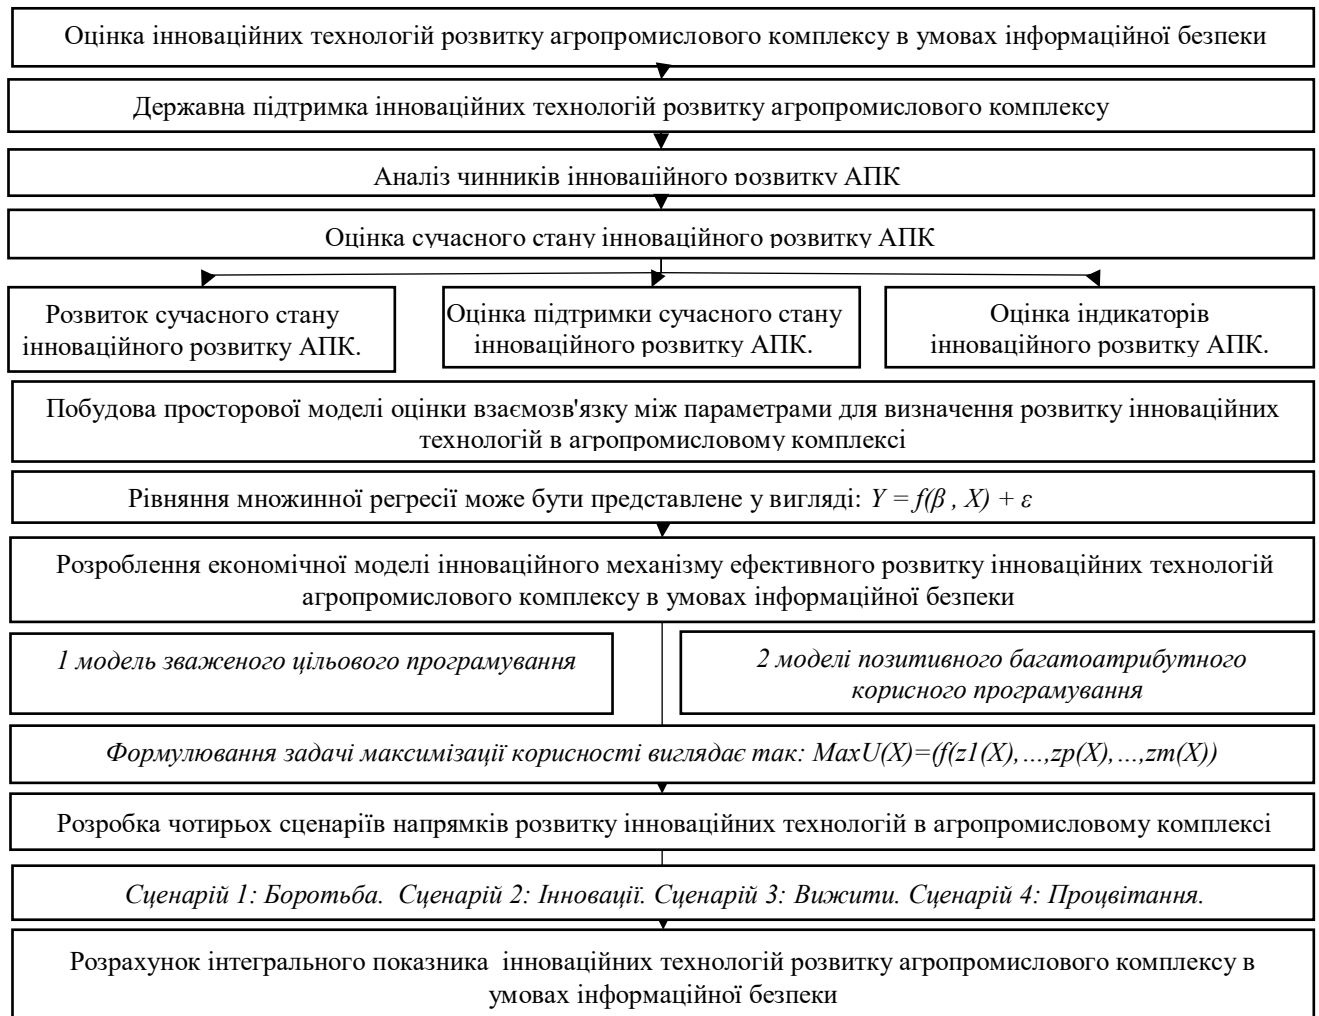 Оцінка інноваційних технологій розвитку агропромислового комплексу в умовах інформаційної безпеки
Державна підтримка інноваційних технологій розвитку агропромислового комплексу
Аналіз чинників інноваційного розвитку АПК
Оцінка сучасного стану інноваційного розвитку АПК
Розвиток сучасного стану
інноваційного розвитку АПК.
Оцінка підтримки сучасного стану
інноваційного розвитку АПК.
Оцінка індикаторів
інноваційного розвитку АПК.
Побудова просторової моделі оцінки взаємозв'язку між параметрами для визначення розвитку інноваційних
технологій в агропромисловому комплексі
Рівняння множинної регресії може бути представлене у вигляді: Y = f(β , X) + ε
Розроблення економічної моделі інноваційного механізму ефективного розвитку інноваційних технологій
агропромислового комплексу в умовах інформаційної безпеки
1 модель зваженого цільового програмування
2 моделі позитивного багатоатрибутного
корисного програмування
Формулювання задачі максимізації корисності виглядає так: MaxU(X)=(f(z1(X),…,zp(X),…,zm(X))
Розробка чотирьох сценаріїв напрямків розвитку інноваційних технологій в агропромисловому комплексі
Сценарій 1: Боротьба. Сценарій 2: Інновації. Сценарій 3: Вижити. Сценарій 4: Процвітання.
Розрахунок інтегрального показника інноваційних технологій розвитку агропромислового комплексу в
умовах інформаційної безпеки